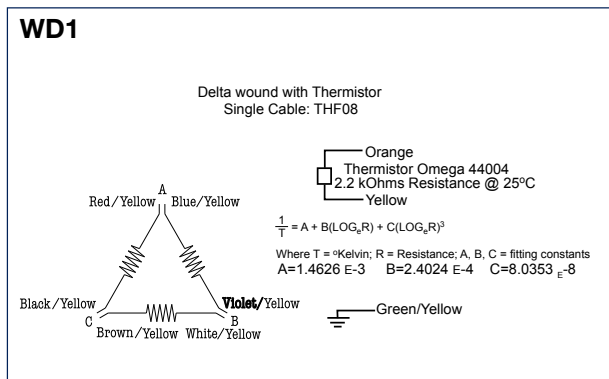 WD1
Delta wound with Thermistor
Single Cable: THF08
Orange
Thermistor Omega 44004
2.2 kOhms Resistance @ 25°C
Yellow
A
Red/Yellow Blue/Yellow
1/T = A + B(LOGeR) + C(LOGeR)³
Where T = °Kelvin; R = Resistance; A, B, C = fitting constants
A=1.4626 E-3 B=2.4024 E-4 C=8.0353 E-8
Black/Yellow Violet/Yellow
C B
Brown/Yellow White/Yellow
Green/Yellow